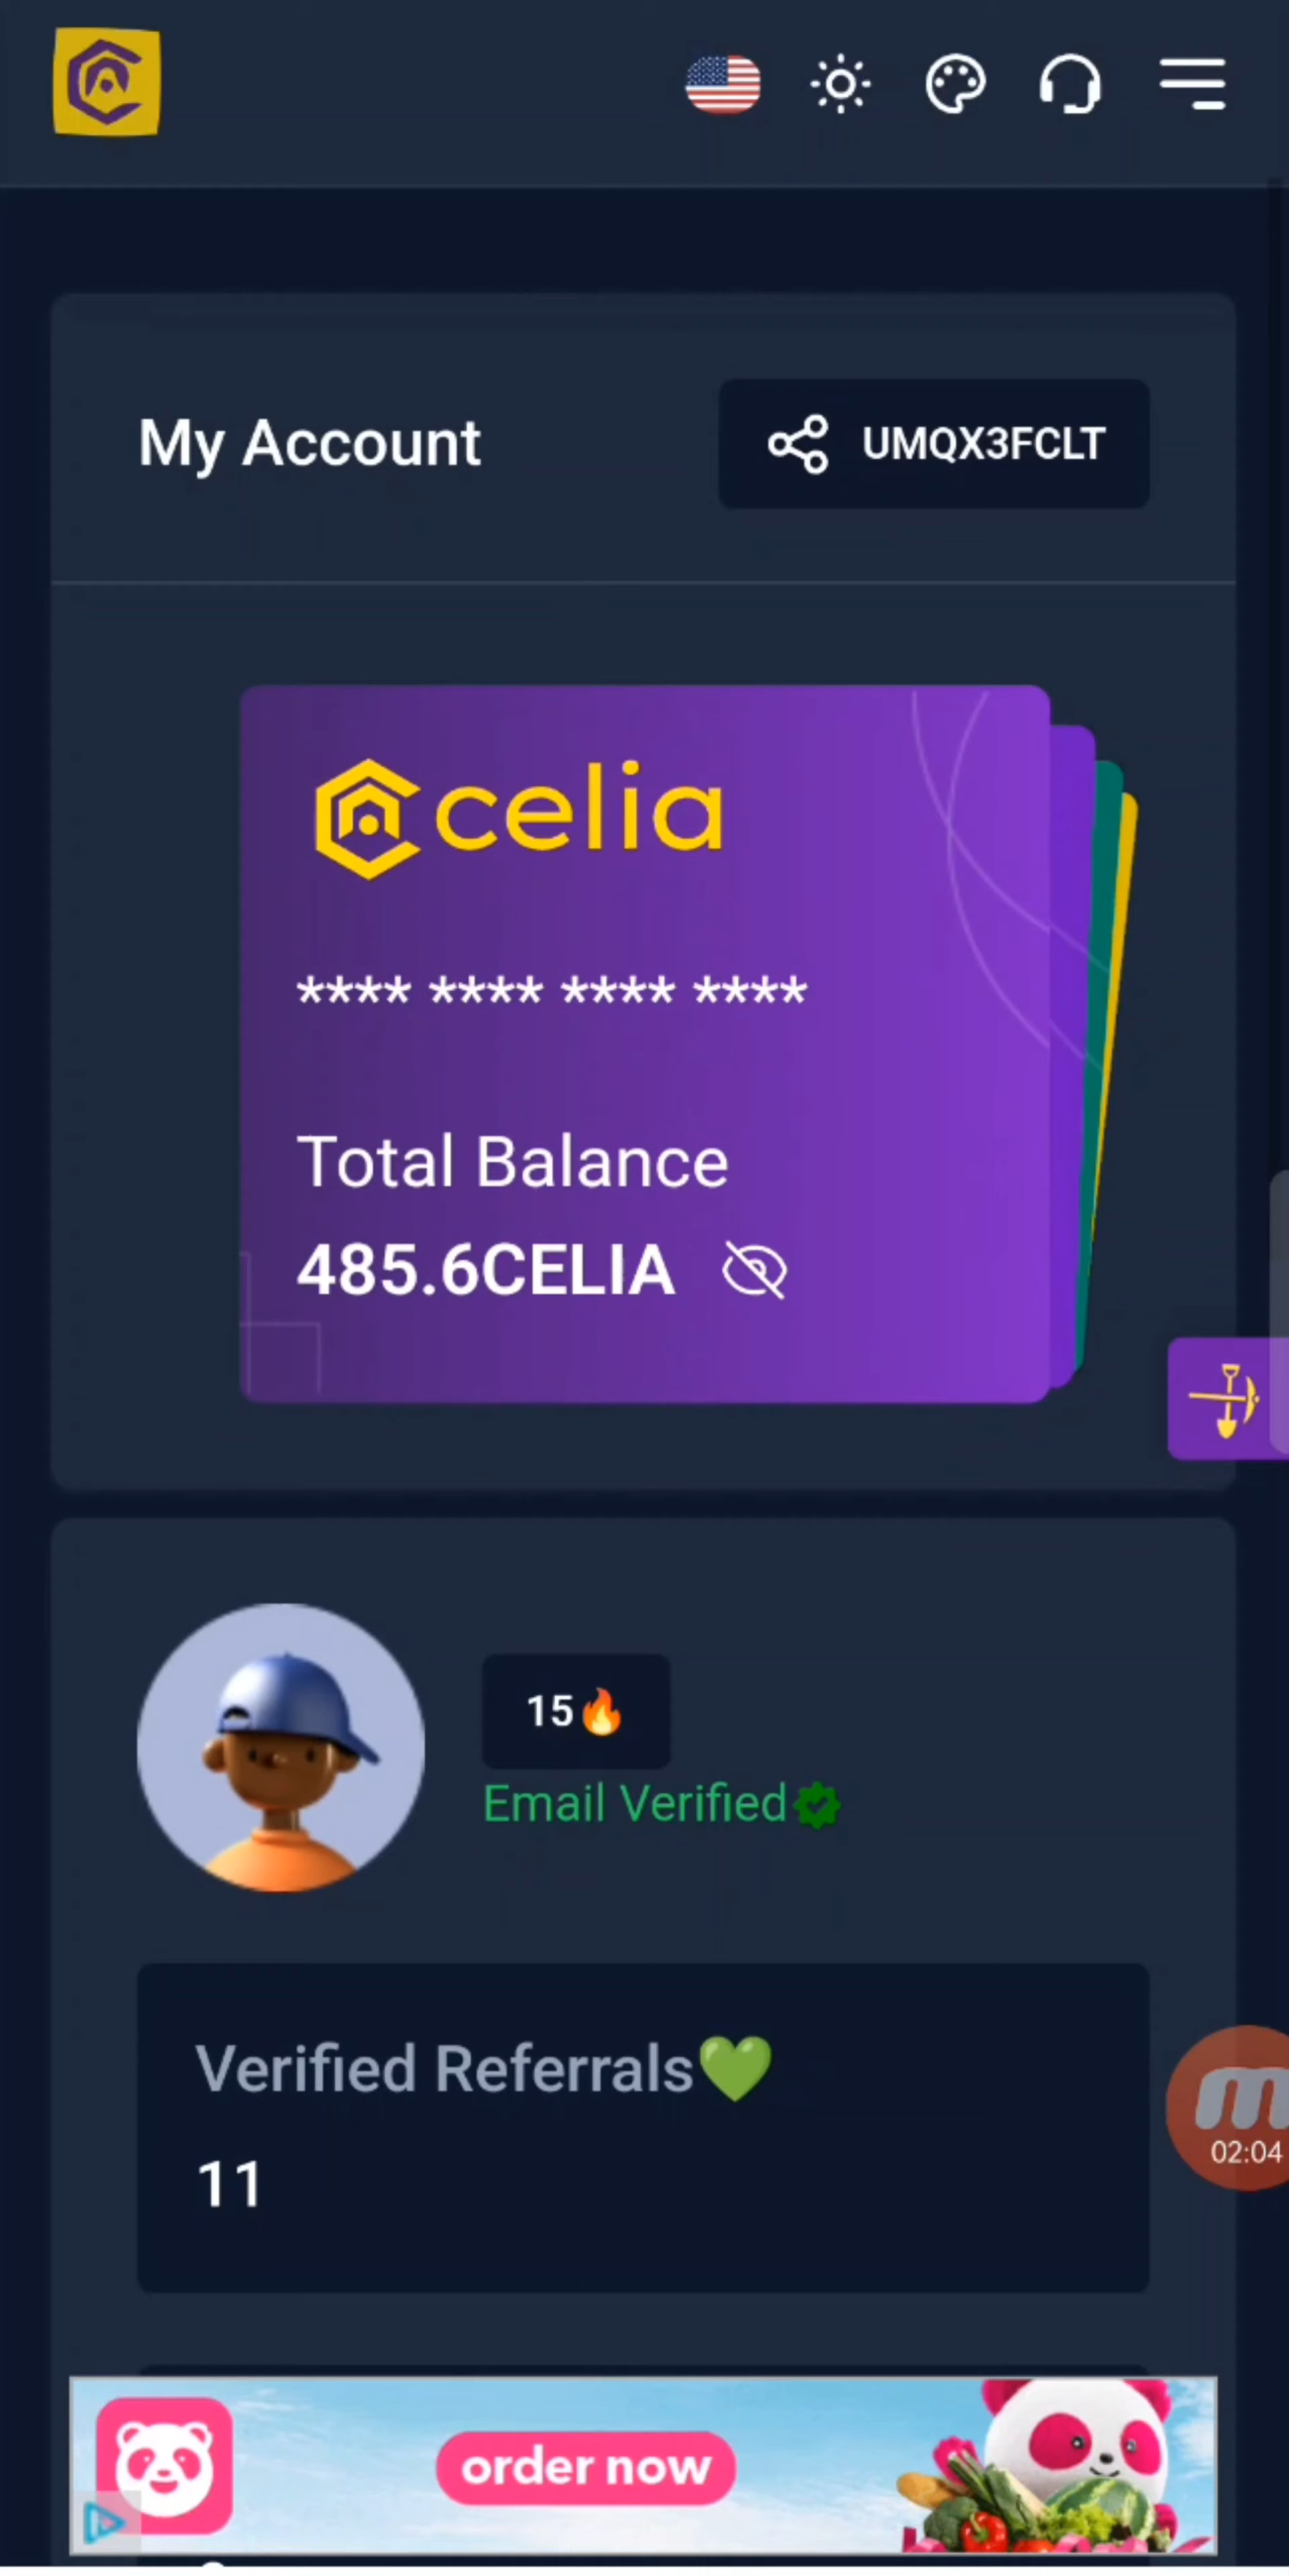 My Account
UMQX3FCLT
celia
**** **** **** ****
Total Balance
485.6CELIA
15🔥
Email Verified
Verified Referrals💚
11
02:04
order now